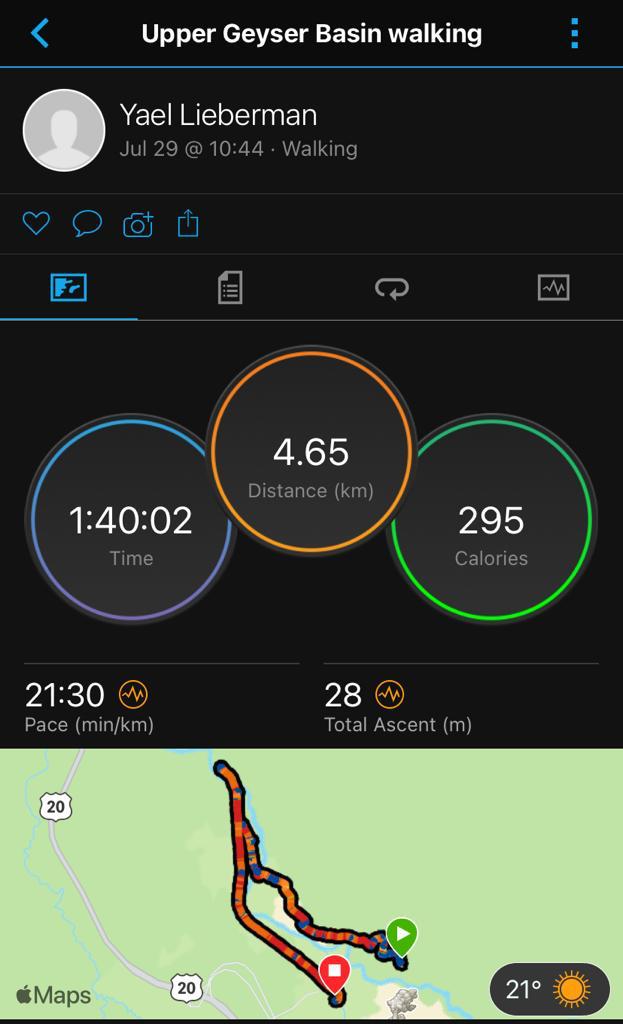 Upper Geyser Basin walking
Yael Lieberman
Jul 29 @ 10:44 · Walking
4.65
Distance (km)
1:40:02
Time
295
Calories
21:30
Pace (min/km)
28
Total Ascent (m)
20
20
Maps
21°